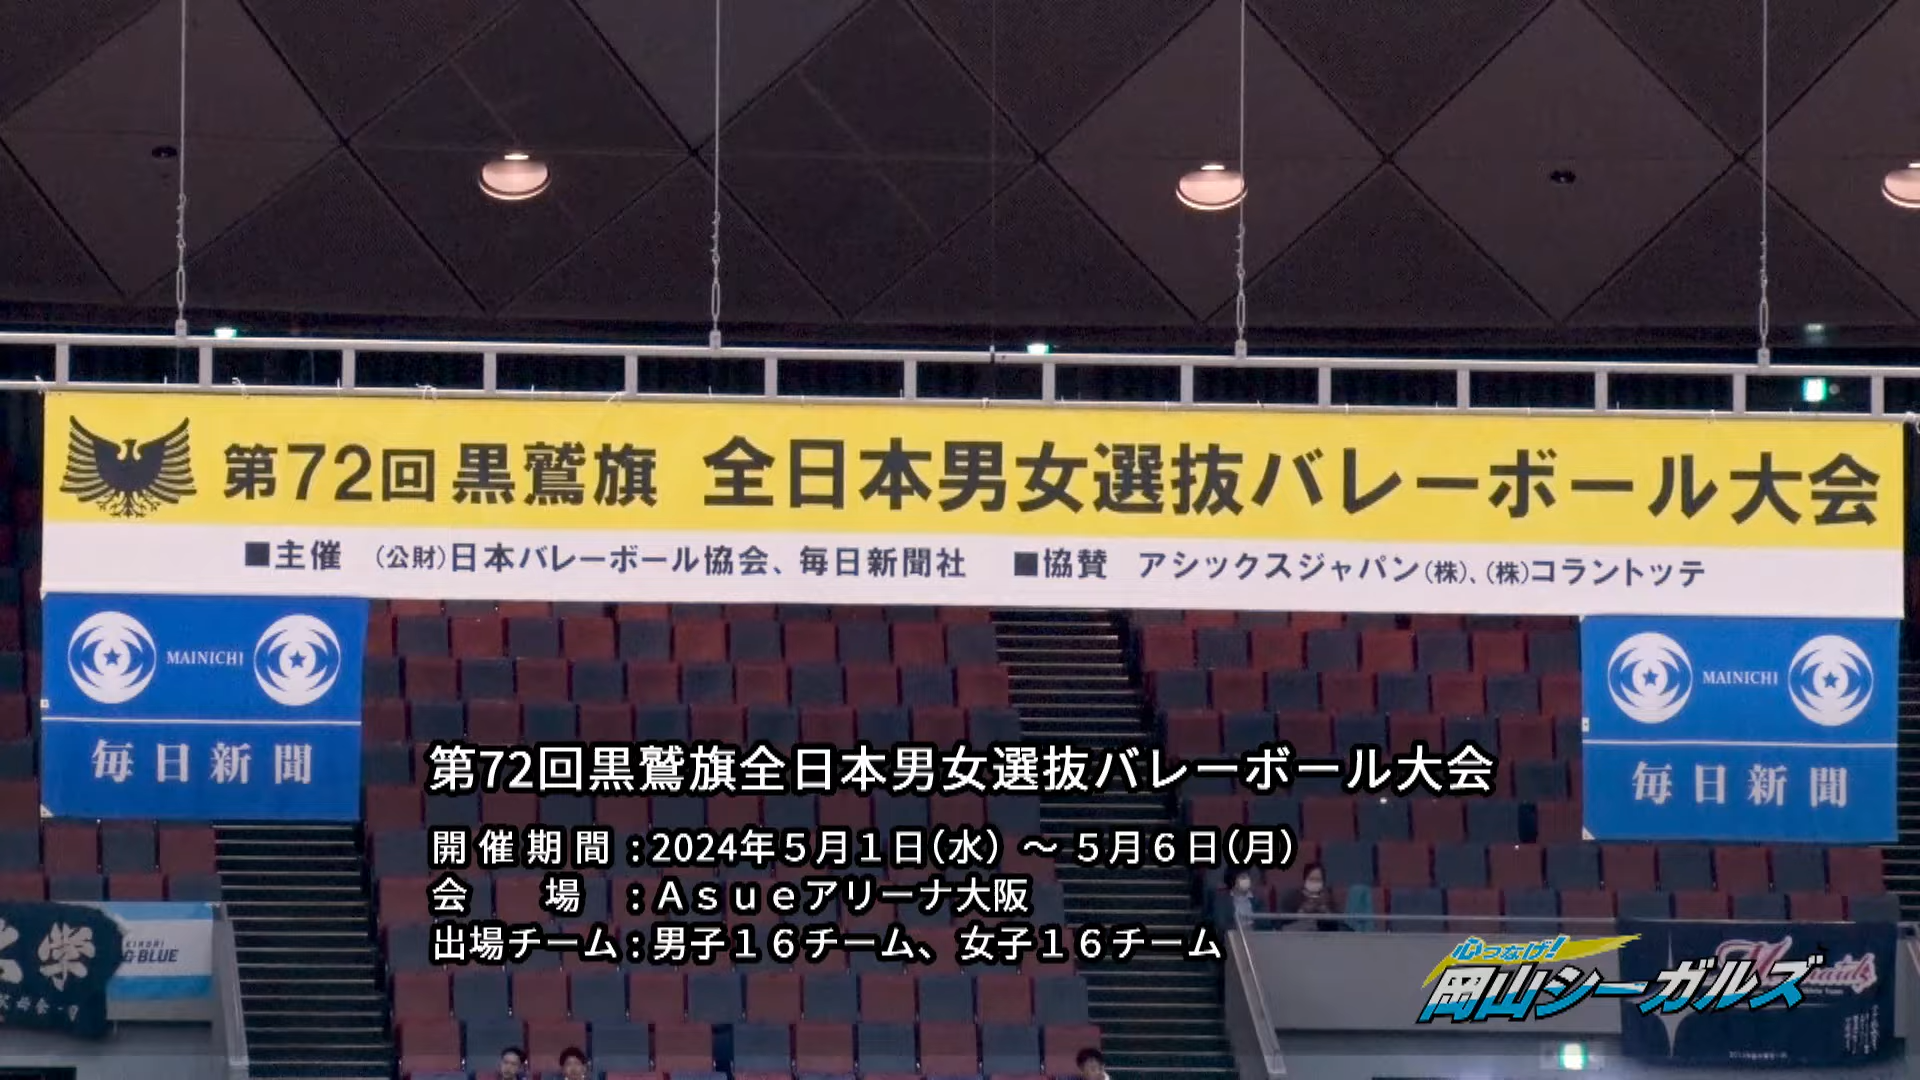 第72回黒鷲旗 全日本男女選抜バレーボール大会
■主催 (公財)日本バレーボール協会、毎日新聞社 ■協賛 アシックスジャパン(株)、(株)コラントッテ
MAINICHI
毎日新聞
MAINICHI
毎日新聞
第72回黒鷲旗全日本男女選抜バレーボール大会
開催期間:2024年5月1日(水)~5月6日(月)
会場:Asueアリーナ大阪
出場チーム:男子16チーム、女子16チーム
大学
BLUE
心つなげ!
岡山シーガルズ